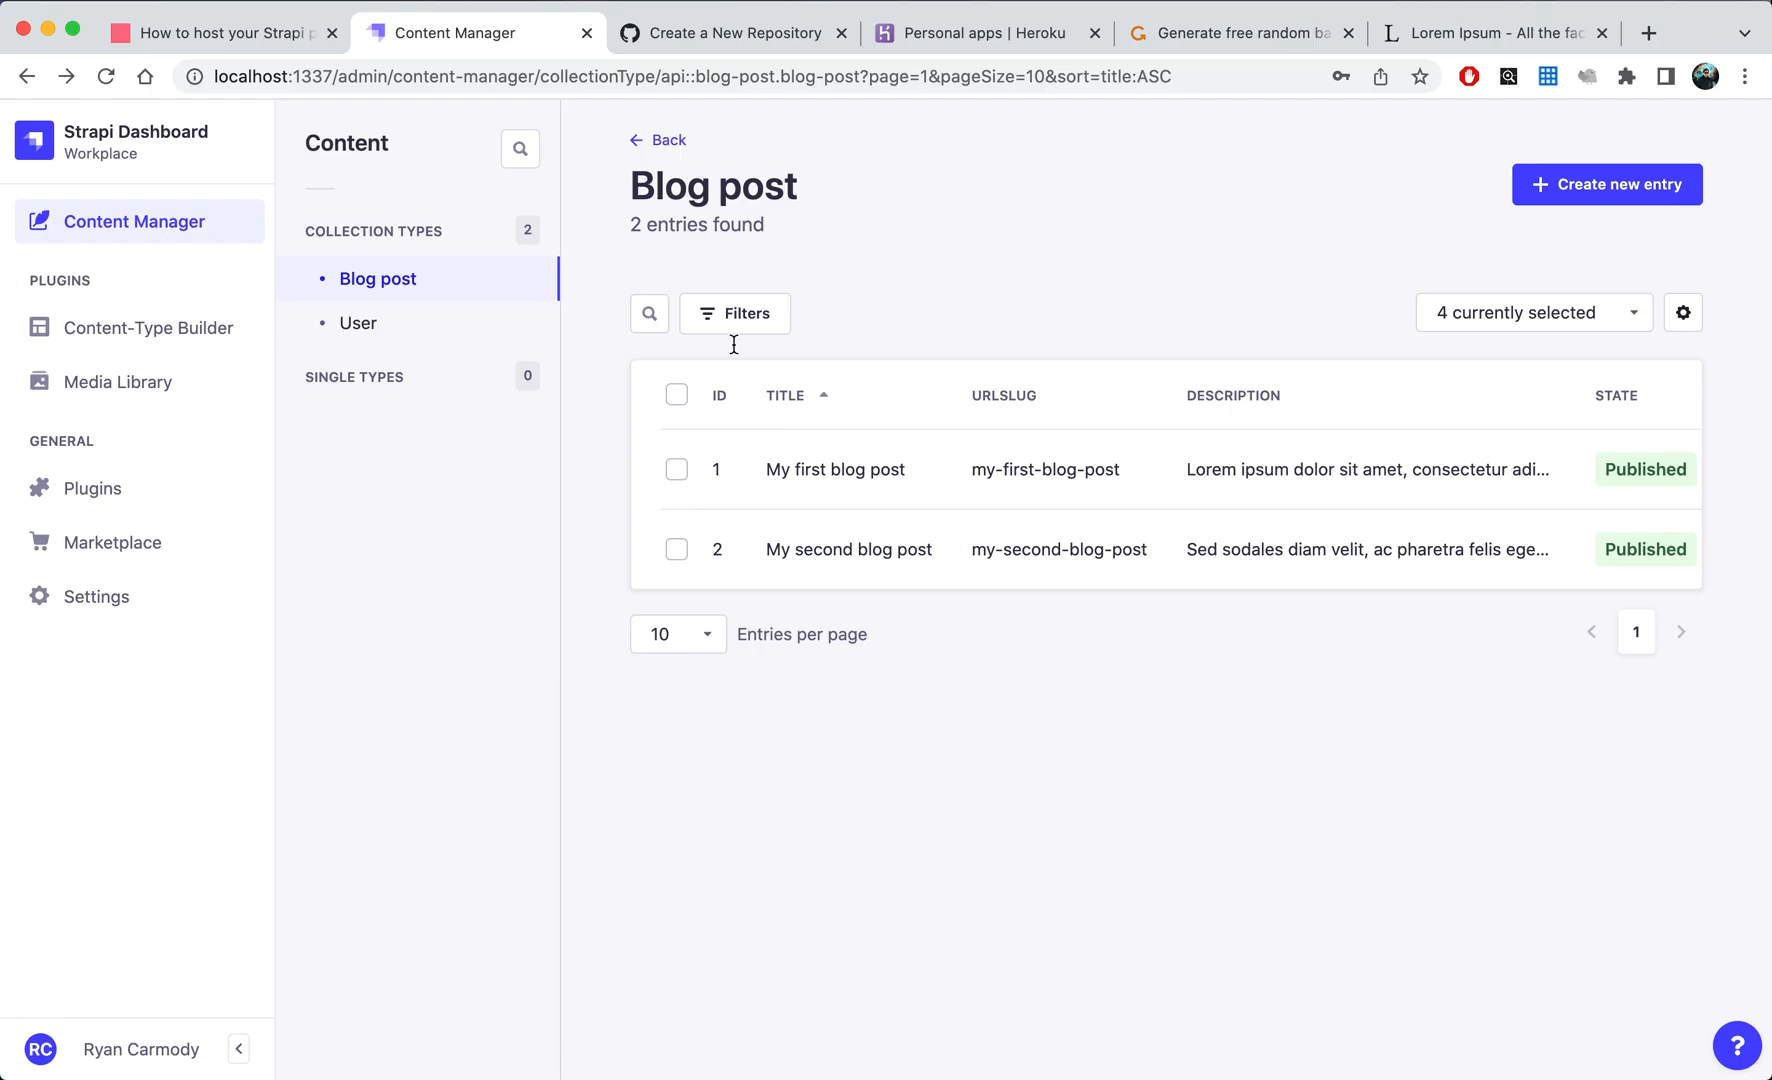 How to host your Strapi p
Content Manager
Create a New Repository
Personal apps | Heroku
Generate free random ba
Lorem Ipsum - All the fac
localhost:1337/admin/content-manager/collectionType/api::blog-post.blog-post?page=1&pageSize=10&sort=title:ASC
Strapi Dashboard
Workplace
Content Manager
PLUGINS
Content-Type Builder
Media Library
GENERAL
Plugins
Marketplace
Settings
RC
Ryan Carmody
Content
COLLECTION TYPES 2
Blog post
User
SINGLE TYPES 0
Back
Blog post
2 entries found
Create new entry
Filters
4 currently selected
ID TITLE URLSLUG DESCRIPTION STATE
1 My first blog post my-first-blog-post Lorem ipsum dolor sit amet, consectetur adi... Published
2 My second blog post my-second-blog-post Sed sodales diam velit, ac pharetra felis ege... Published
10 Entries per page
1
?